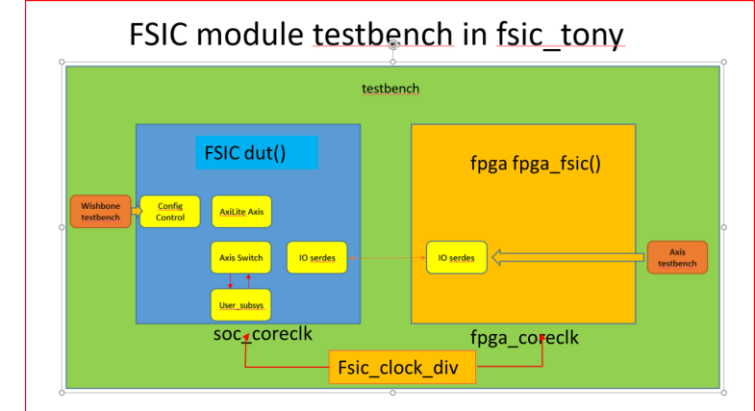 FSIC module testbench in fsic_tony
testbench
FSIC dut()
fpga fpga_fsic()
Wishbone
testbench
Config
Control
AxiLite Axis
Axis Switch
IO serdes
IO serdes
Axis
testbench
User_subsys
soc_coreclk
fpga_coreclk
Fsic_clock_div